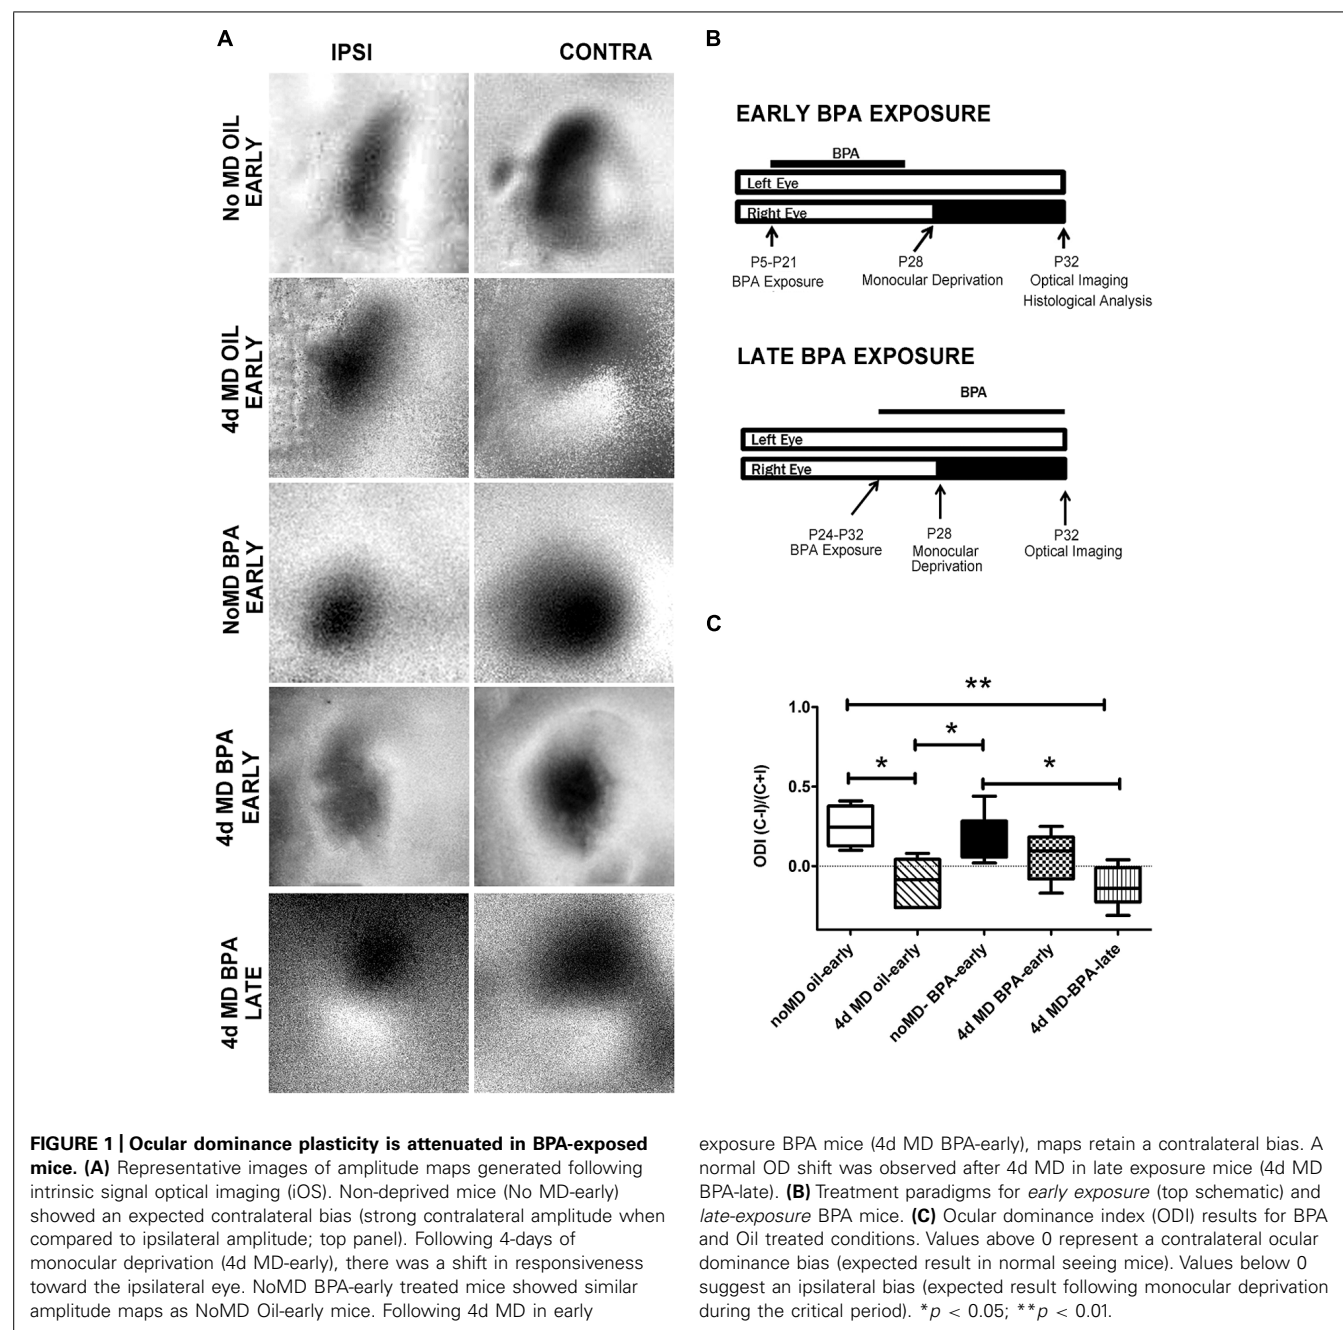 A
IPSI
CONTRA
No MD OIL
EARLY
4d MD OIL
EARLY
NoMD BPA
EARLY
4d MD BPA
EARLY
4d MD BPA
LATE
B
EARLY BPA EXPOSURE
BPA
Left Eye
Right Eye
P5-P21
BPA Exposure
P28
Monocular Deprivation
P32
Optical Imaging
Histological Analysis
LATE BPA EXPOSURE
BPA
Left Eye
Right Eye
P24-P32
BPA Exposure
P28
Monocular
Deprivation
P32
Optical Imaging
C
**
*
*
*
1.0
0.5
0.0
ODI (C-I)/(C+I)
noMD oil-early
4d MD oil-early
noMD- BPA-early
4d MD BPA-early
4d MD-BPA-late
FIGURE 1 | Ocular dominance plasticity is attenuated in BPA-exposed
mice. (A) Representative images of amplitude maps generated following
intrinsic signal optical imaging (iOS). Non-deprived mice (No MD-early)
showed an expected contralateral bias (strong contralateral amplitude when
compared to ipsilateral amplitude; top panel). Following 4-days of
monocular deprivation (4d MD-early), there was a shift in responsiveness
toward the ipsilateral eye. NoMD BPA-early treated mice showed similar
amplitude maps as NoMD Oil-early mice. Following 4d MD in early
exposure BPA mice (4d MD BPA-early), maps retain a contralateral bias. A
normal OD shift was observed after 4d MD in late exposure mice (4d MD
BPA-late). (B) Treatment paradigms for early exposure (top schematic) and
late-exposure BPA mice. (C) Ocular dominance index (ODI) results for BPA
and Oil treated conditions. Values above 0 represent a contralateral ocular
dominance bias (expected result in normal seeing mice). Values below 0
suggest an ipsilateral bias (expected result following monocular deprivation
during the critical period). *p < 0.05; **p < 0.01.